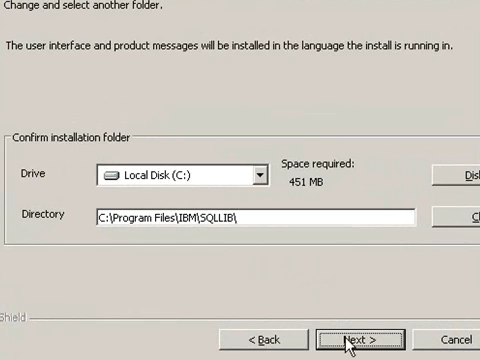 Change and select another folder.
The user interface and product messages will be installed in the language the install is running in.
Confirm installation folder
Drive
Local Disk (C:)
Space required:
451 MB
Directory
C:\Program Files\IBM\SQLLIB\
Shield
< Back
Next >
Cancel